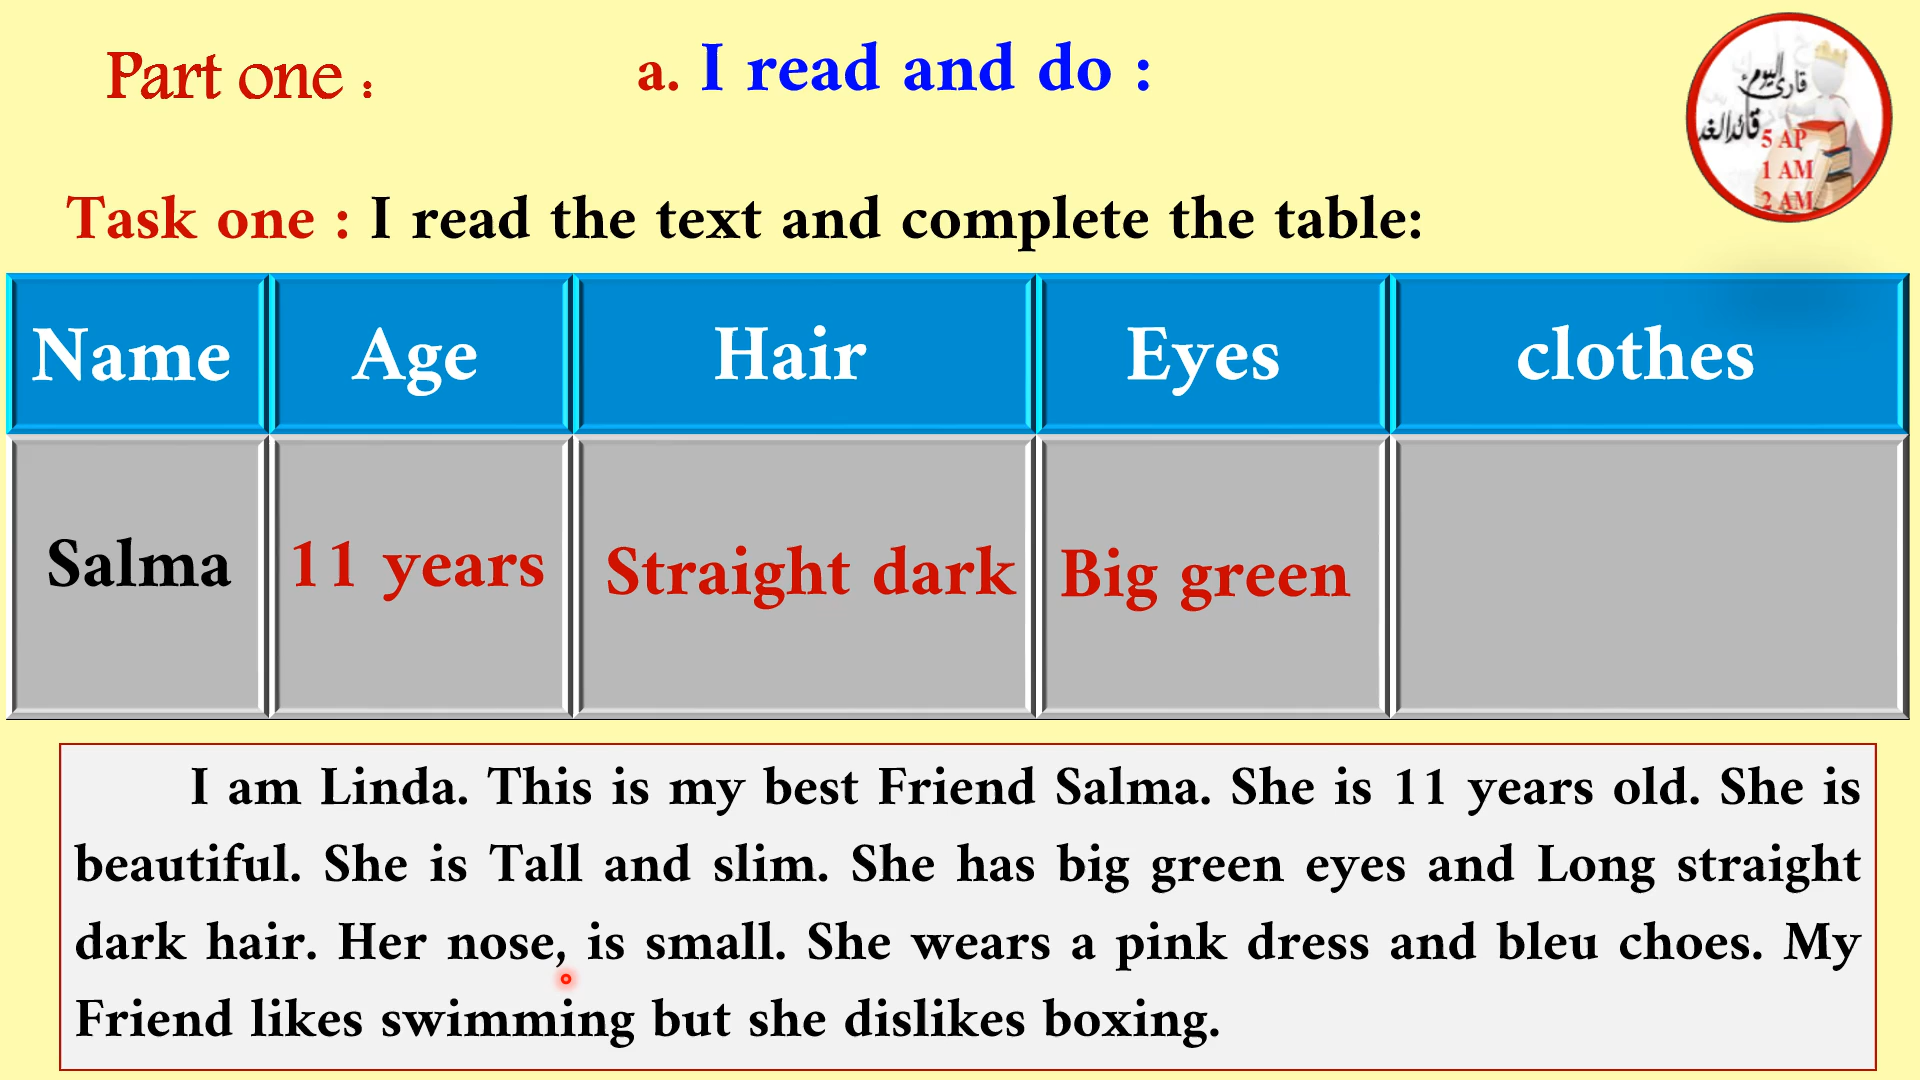 Part one :
a. I read and do :
قارئ اليوم
قائد الغد
5 AP
1 AM
2 AM
Task one : I read the text and complete the table:
Name Age Hair Eyes clothes
Salma 11 years Straight dark Big green
I am Linda. This is my best Friend Salma. She is 11 years old. She is
beautiful. She is Tall and slim. She has big green eyes and Long straight
dark hair. Her nose, is small. She wears a pink dress and bleu choes. My
Friend likes swimming but she dislikes boxing.